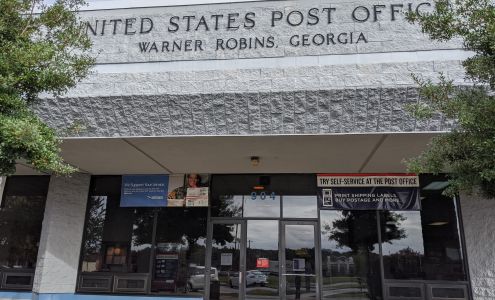 UNITED STATES POST OFFICE
WARNER ROBINS, GEORGIA
TRY SELF-SERVICE AT THE POST OFFICE
304
PRINT SHIPPING LABELS
BUY POSTAGE AND MORE